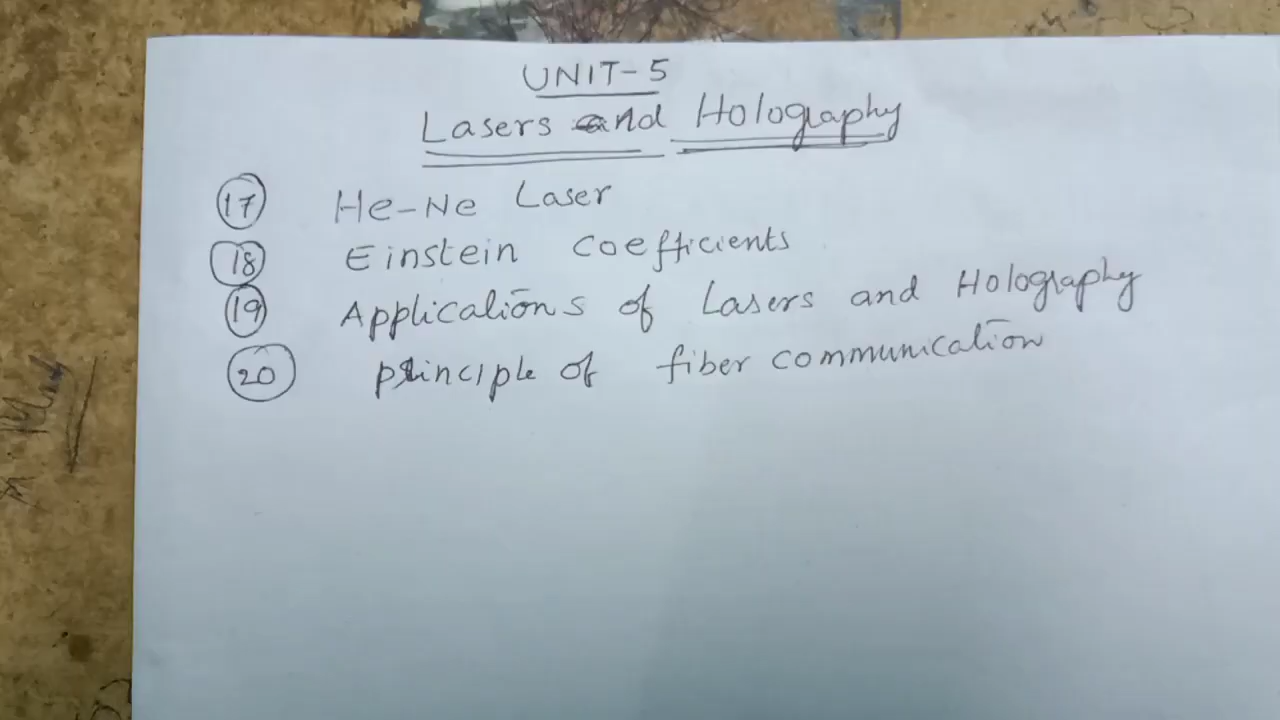 UNIT-5
Lasers and Holography
17 He-Ne Laser
18 Einstein coefficients
19 Applications of Lasers and Holography
20 principle of fiber communication